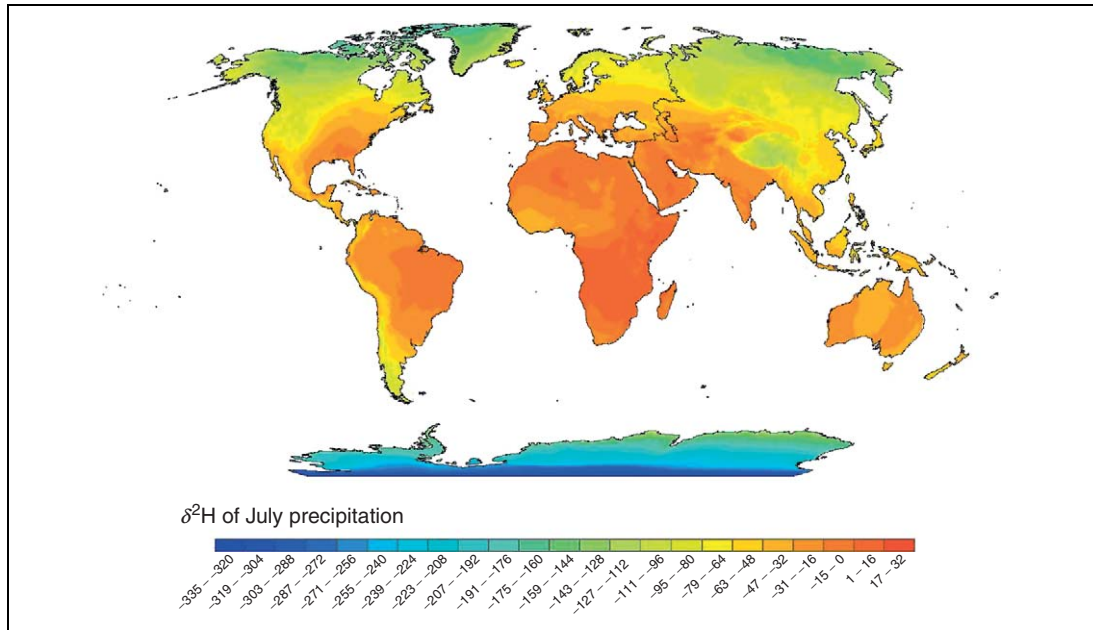 δ²H of July precipitation
-335 – -320
-319 – -304
-303 – -288
-287 – -272
-271 – -256
-255 – -240
-239 – -224
-223 – -208
-207 – -192
-191 – -176
-175 – -160
-159 – -144
-143 – -128
-127 – -112
-111 – -96
-95 – -80
-79 – -64
-63 – -48
-47 – -32
-31 – -16
-15 – 0
1 – 16
17 – 32